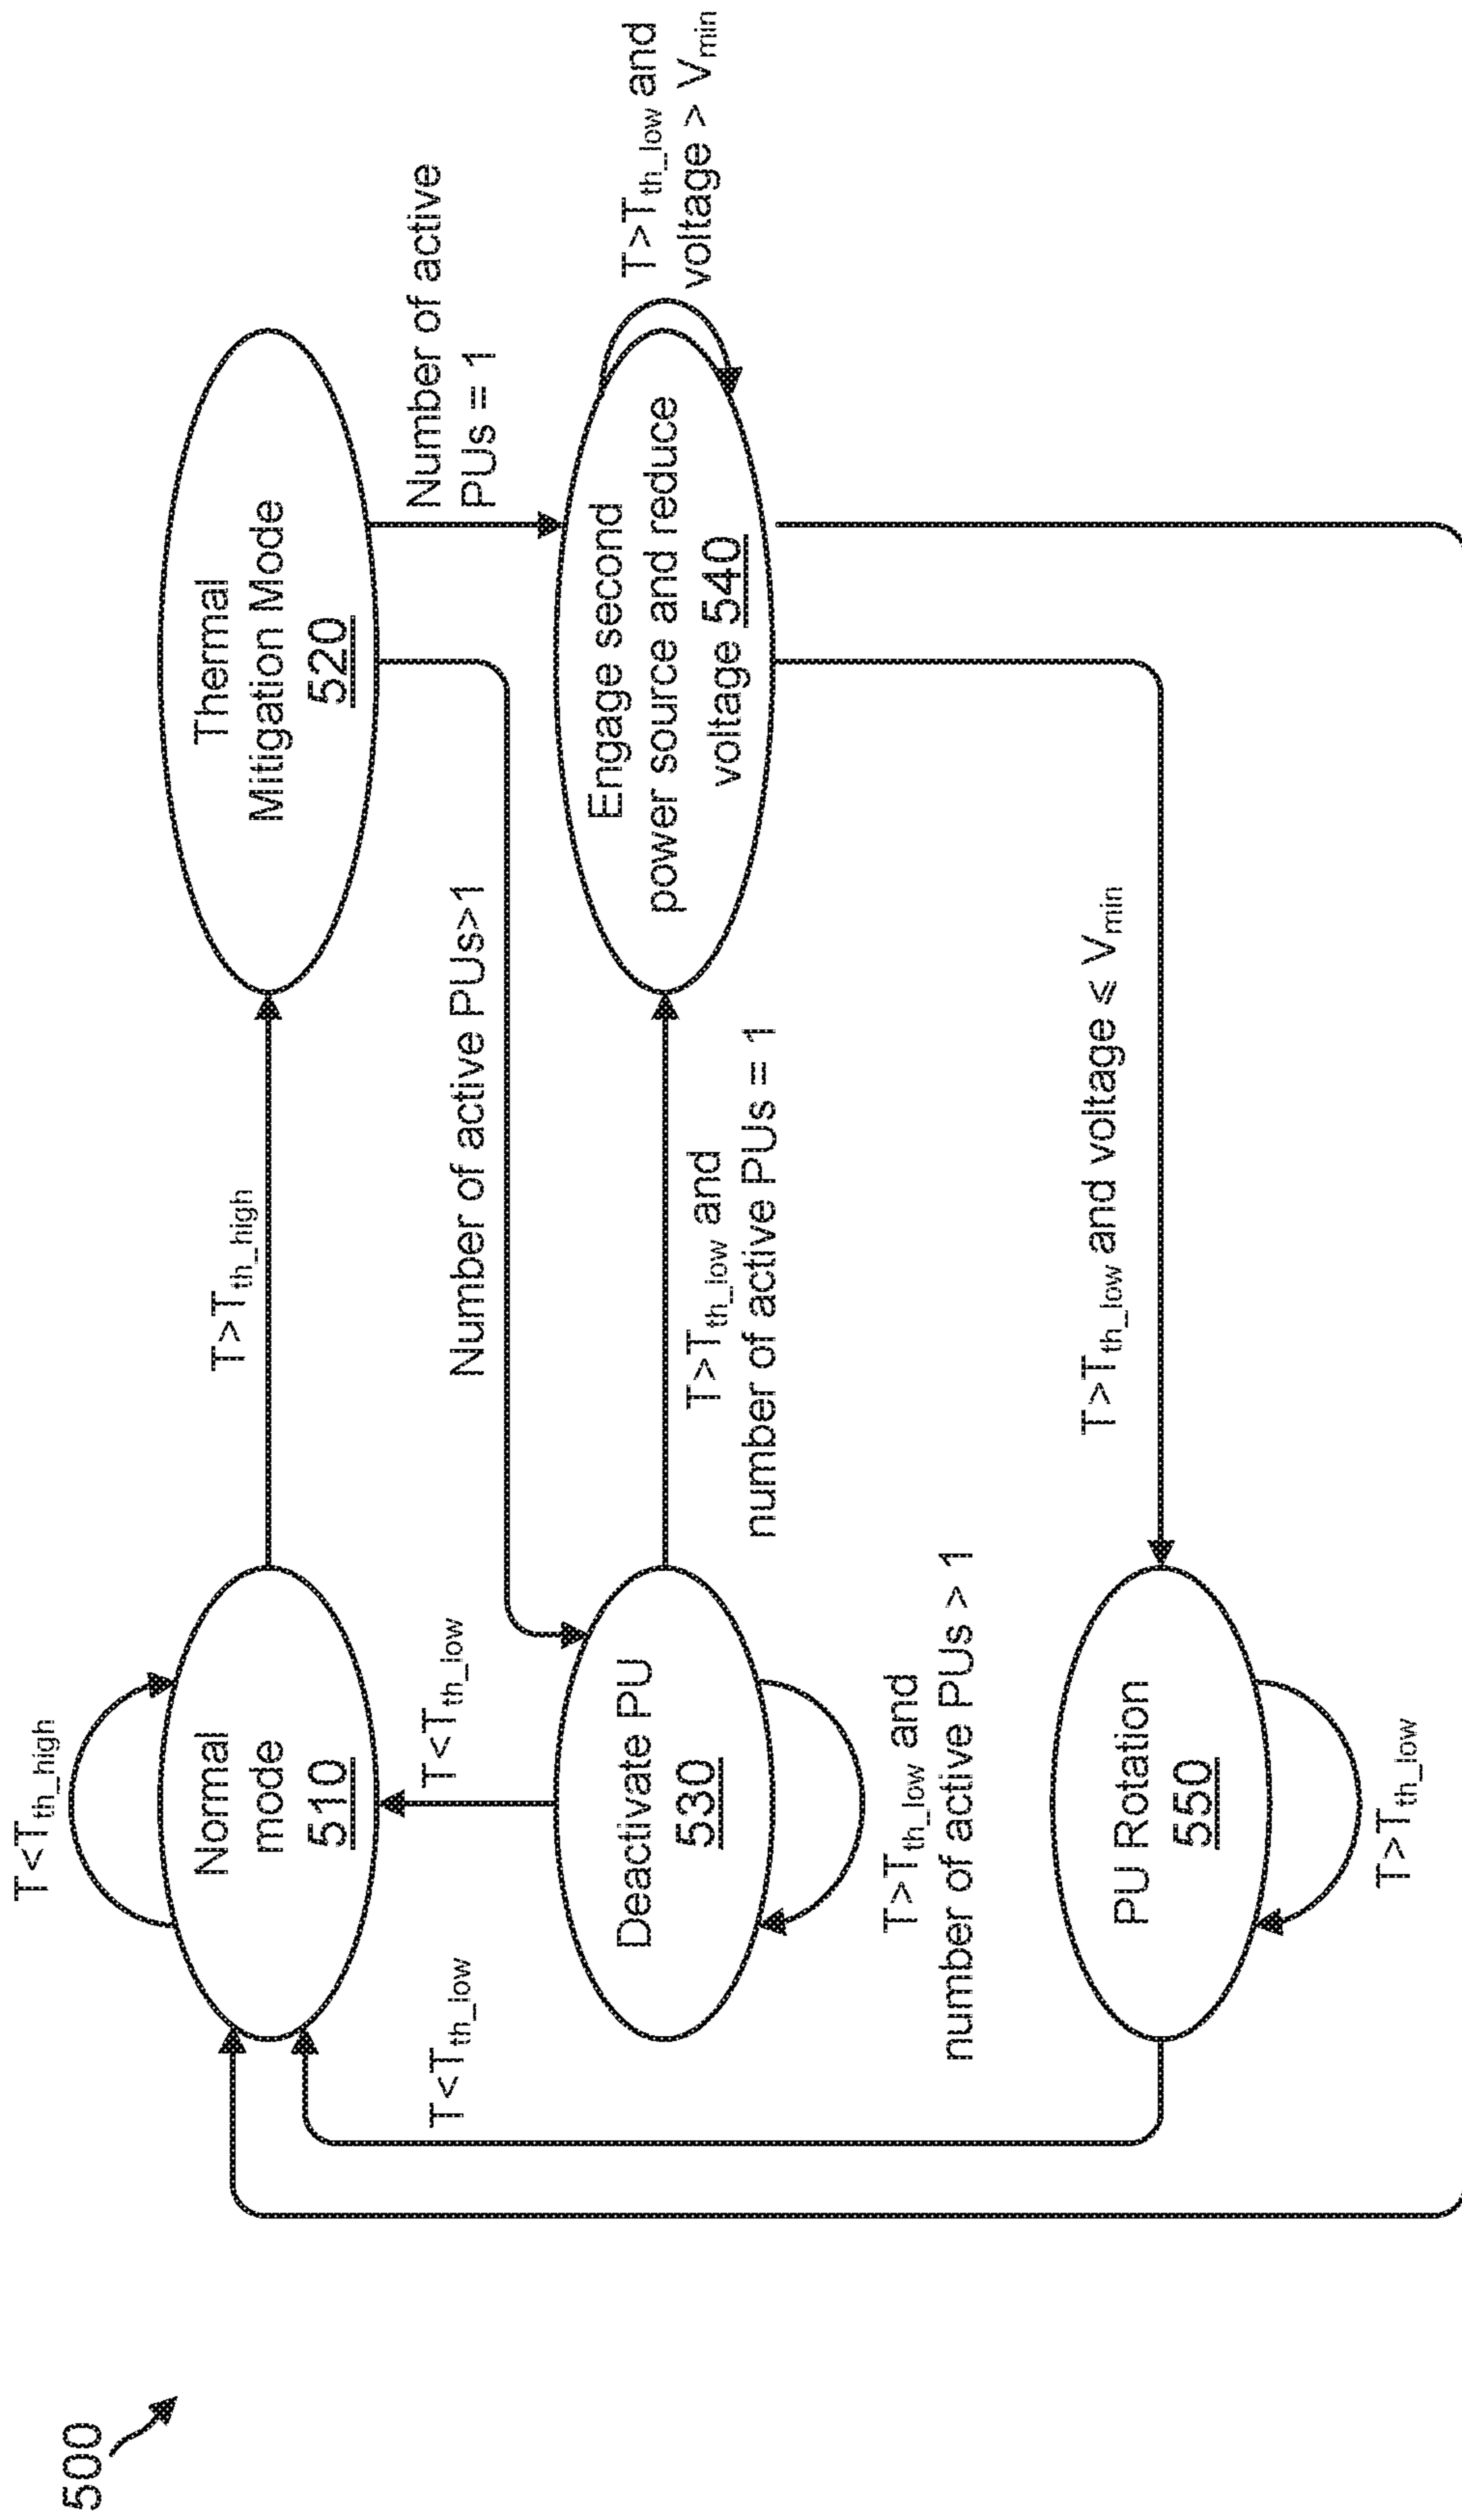 500
T<Tth_high
Normal
mode
510
T>Tth_high
Thermal
Mitigation Mode
520
T<Tth_low
T<Tth_low
Number of active PUs>1
Number of active
PUs = 1
Deactivate PU
530
T>Tth_low and
number of active PUs = 1
Engage second
power source and reduce
voltage 540
T>Tth_low and
voltage > Vmin
T>Tth_low and
number of active PUs > 1
PU Rotation
550
T>Tth_low and voltage ≤ Vmin
T>Tth_low